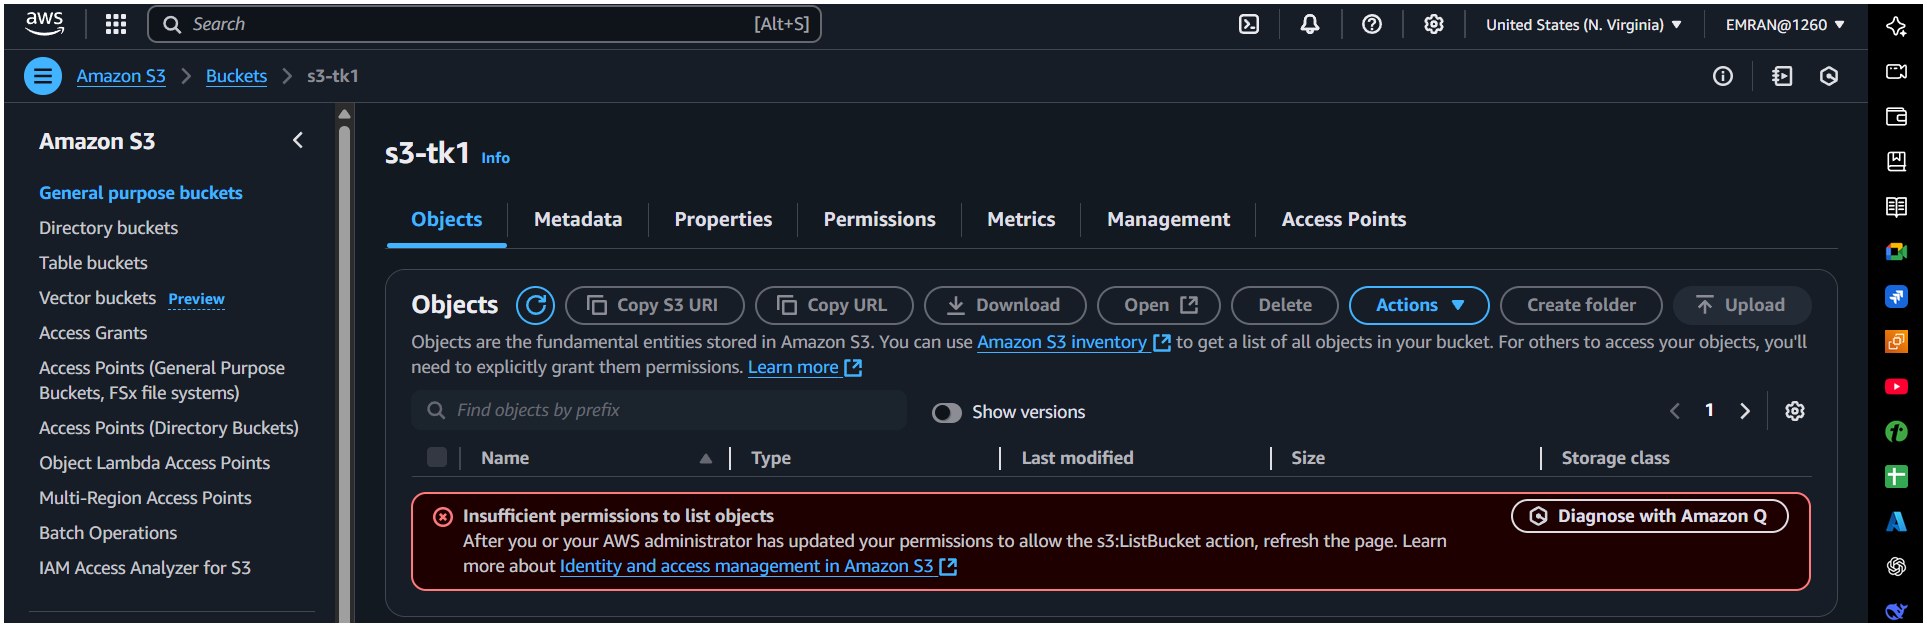 aws
Search [Alt+S]
United States (N. Virginia)
EMRAN@1260
Amazon S3
Buckets
s3-tk1
Amazon S3
General purpose buckets
Directory buckets
Table buckets
Vector buckets Preview
Access Grants
Access Points (General Purpose
Buckets, FSx file systems)
Access Points (Directory Buckets)
Object Lambda Access Points
Multi-Region Access Points
Batch Operations
IAM Access Analyzer for S3
s3-tk1 Info
Objects
Metadata
Properties
Permissions
Metrics
Management
Access Points
Objects
Copy S3 URI
Copy URL
Download
Open
Delete
Actions
Create folder
Upload
Objects are the fundamental entities stored in Amazon S3. You can use Amazon S3 inventory to get a list of all objects in your bucket. For others to access your objects, you'll
need to explicitly grant them permissions. Learn more
Find objects by prefix
Show versions
1
Name
Type
Last modified
Size
Storage class
Insufficient permissions to list objects
After you or your AWS administrator has updated your permissions to allow the s3:ListBucket action, refresh the page. Learn
more about Identity and access management in Amazon S3
Diagnose with Amazon Q